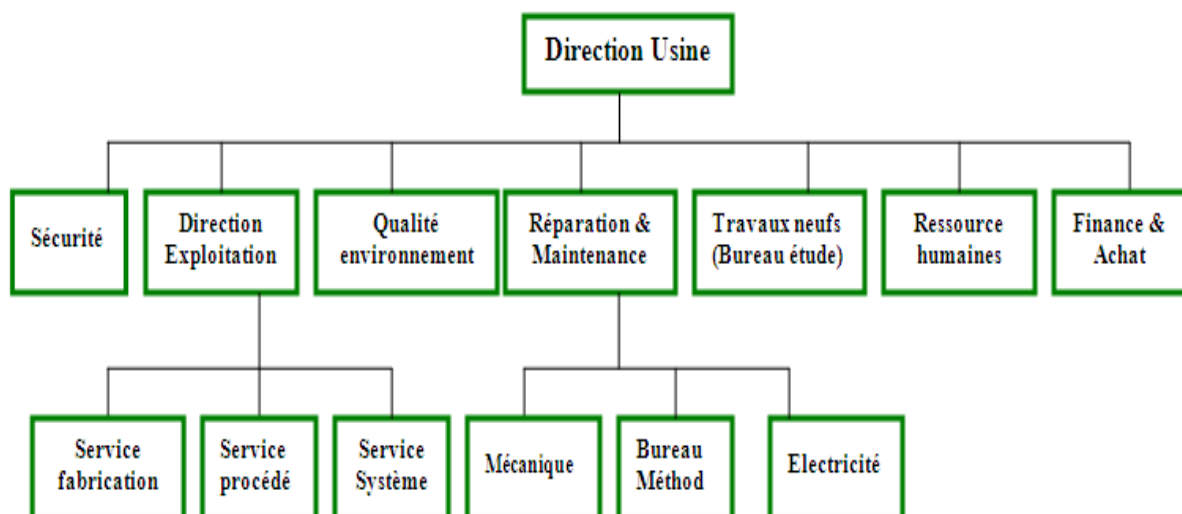 Direction Usine
Sécurité
Direction
Exploitation
Qualité
environnement
Réparation &
Maintenance
Travaux neufs
(Bureau étude)
Ressource
humaines
Finance &
Achat
Service
fabrication
Service
procédé
Service
Système
Mécanique
Bureau
Méthod
Electricité